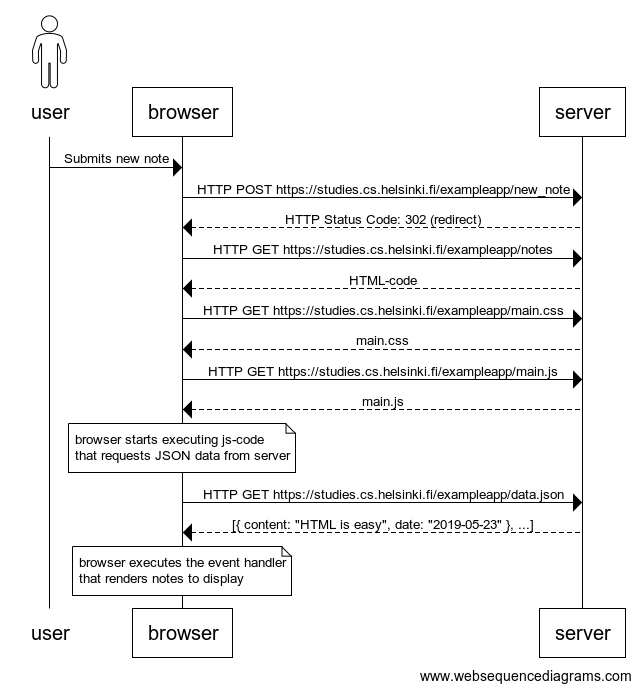 user
browser
server
Submits new note
HTTP POST https://studies.cs.helsinki.fi/exampleapp/new_note
HTTP Status Code: 302 (redirect)
HTTP GET https://studies.cs.helsinki.fi/exampleapp/notes
HTML-code
HTTP GET https://studies.cs.helsinki.fi/exampleapp/main.css
main.css
HTTP GET https://studies.cs.helsinki.fi/exampleapp/main.js
main.js
browser starts executing js-code
that requests JSON data from server
HTTP GET https://studies.cs.helsinki.fi/exampleapp/data.json
[{ content: "HTML is easy", date: "2019-05-23" }, ...]
browser executes the event handler
that renders notes to display
user
browser
server
www.websequencediagrams.com